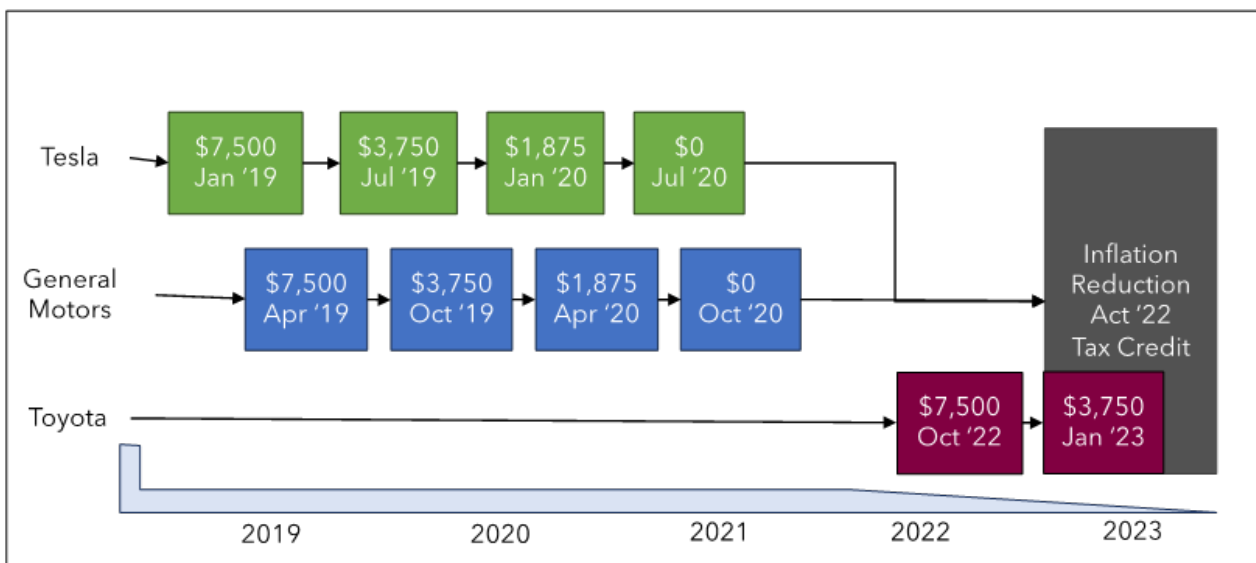 Tesla
$7,500
Jan ‘19
$3,750
Jul ‘19
$1,875
Jan ‘20
$0
Jul ‘20
General
Motors
$7,500
Apr ‘19
$3,750
Oct ‘19
$1,875
Apr ‘20
$0
Oct ‘20
Inflation
Reduction
Act ‘22
Tax Credit
Toyota
$7,500
Oct ‘22
$3,750
Jan ‘23
2019
2020
2021
2022
2023